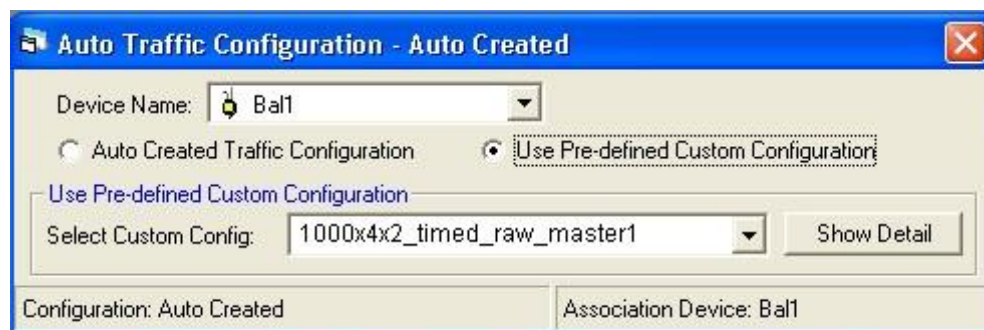 Auto Traffic Configuration - Auto Created
Device Name: Bal1
Auto Created Traffic Configuration Use Pre-defined Custom Configuration
Use Pre-defined Custom Configuration
Select Custom Config: 1000x4x2_timed_raw_master1 Show Detail
Configuration: Auto Created Association Device: Bal1